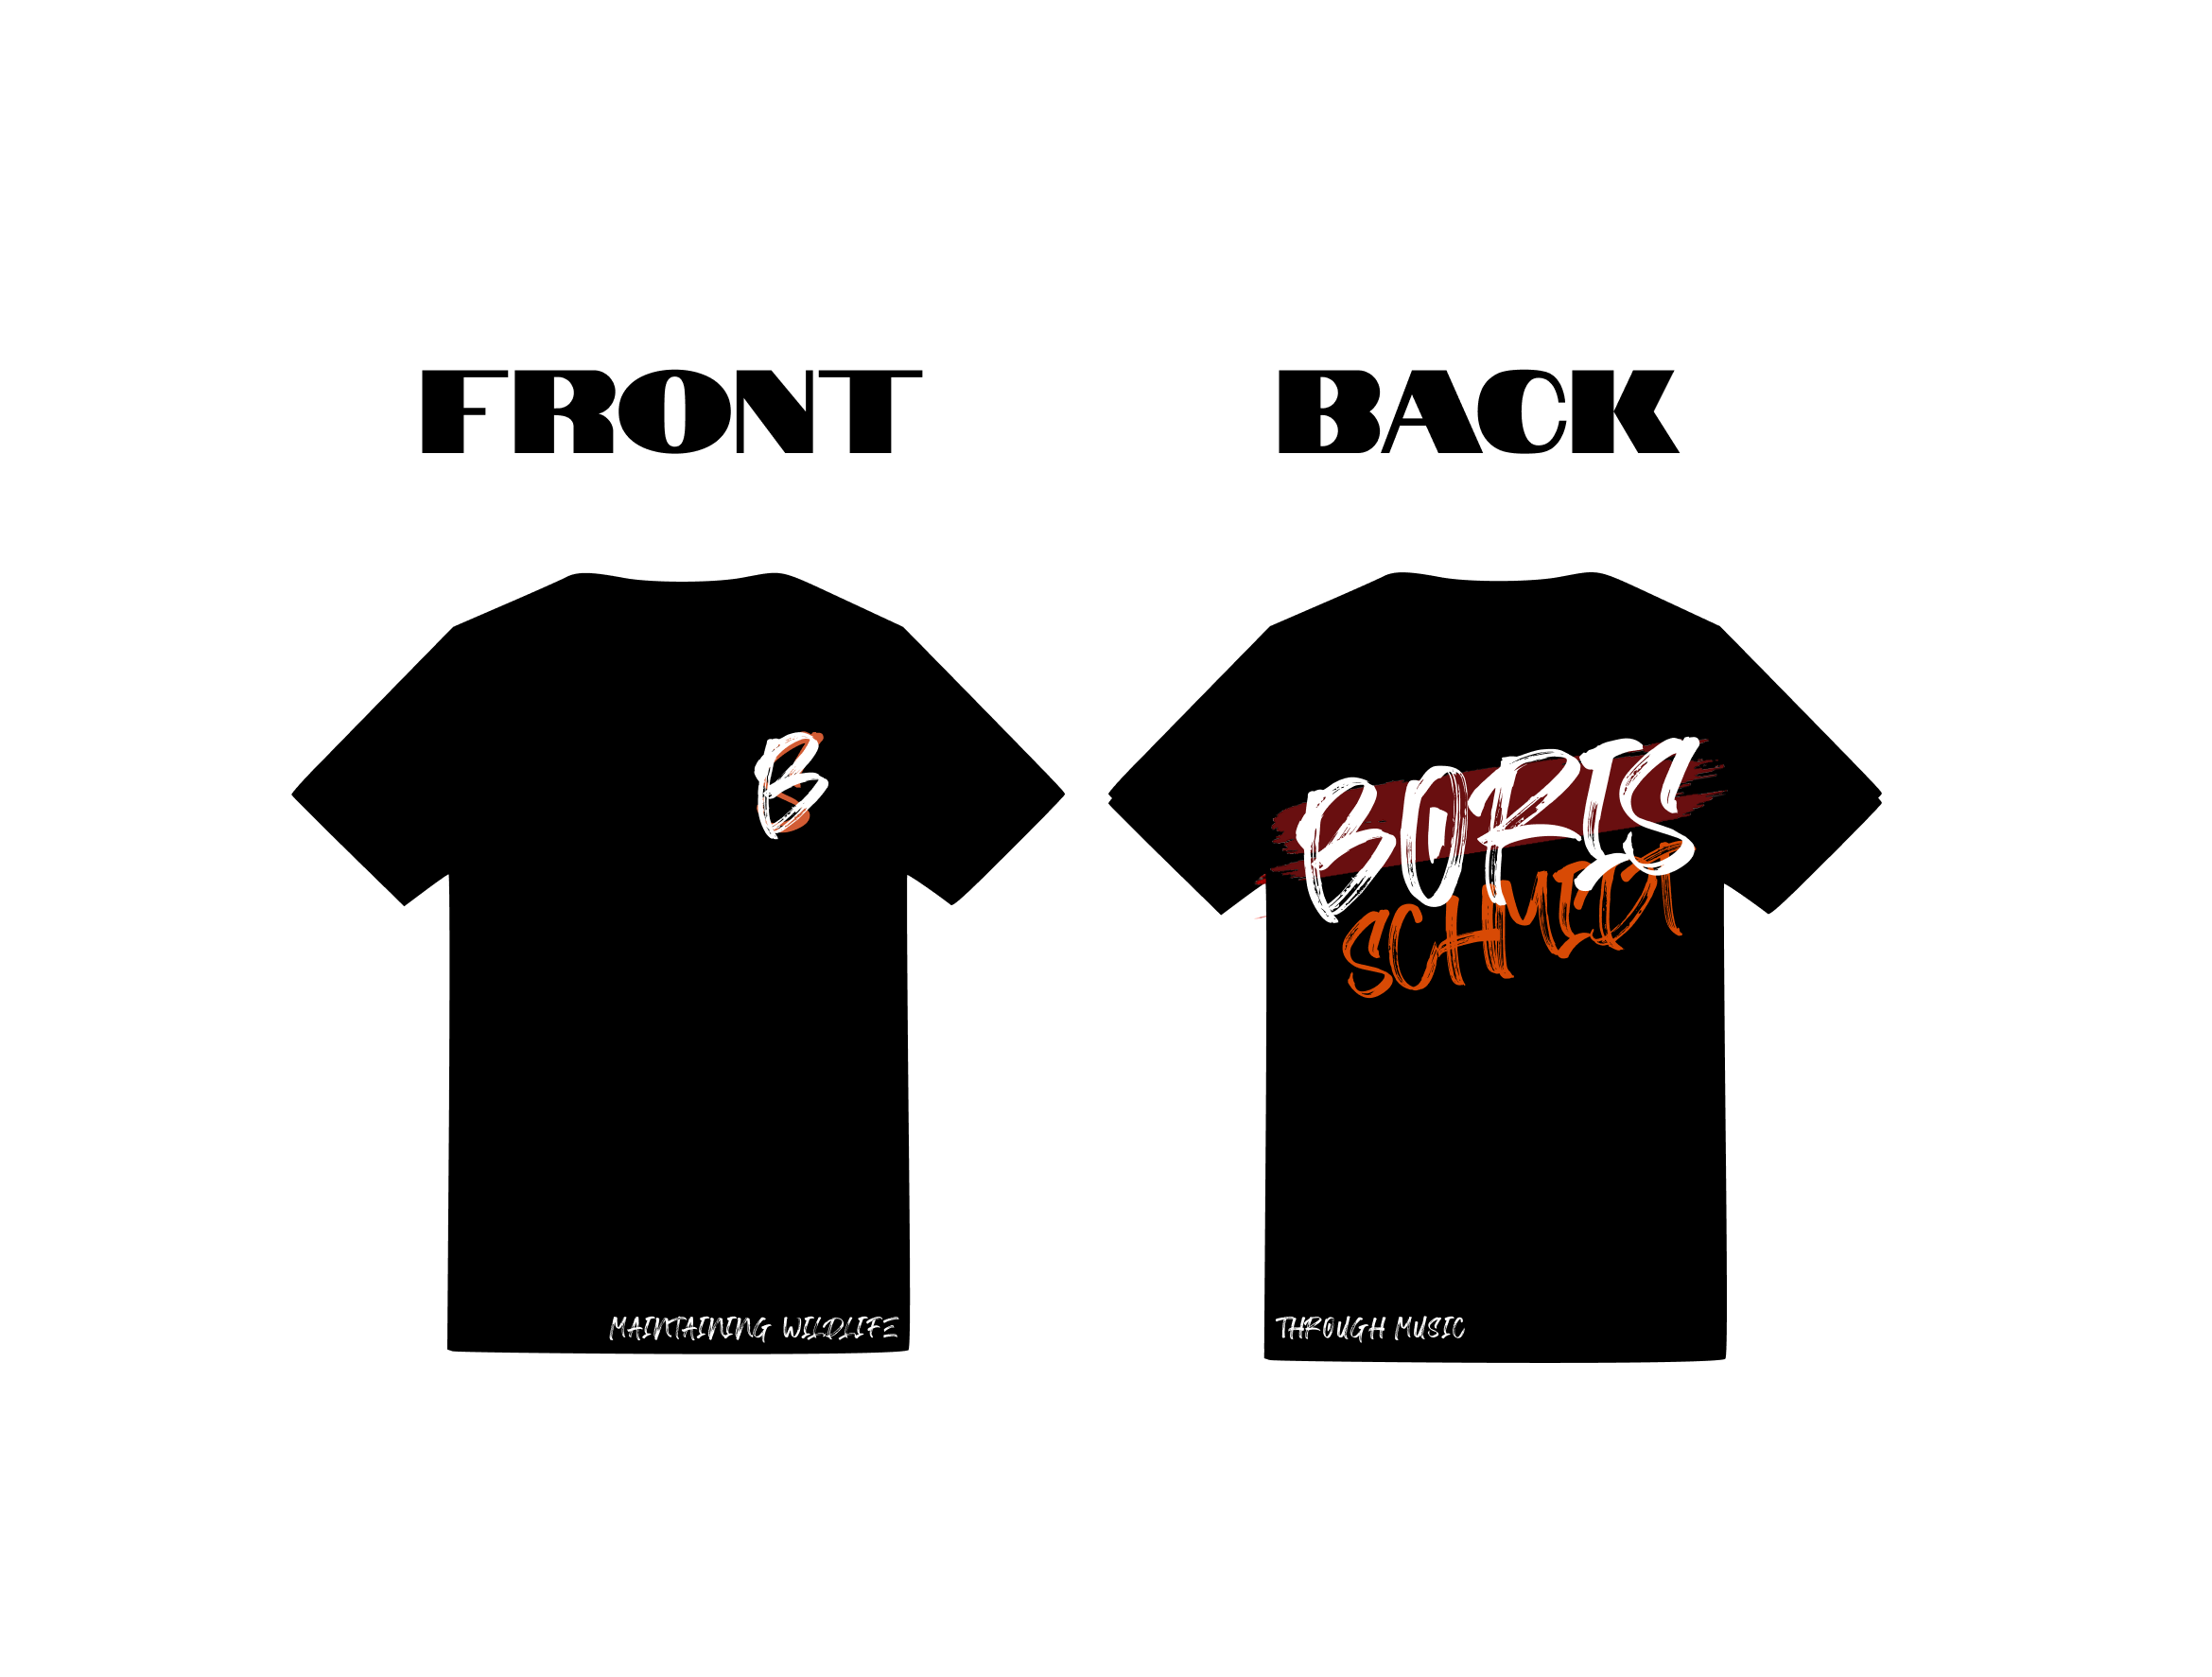 FRONT
BACK
B
BORIS
SCHMIDT
MAINTAINING WILDLIFE
THROUGH MUSIC